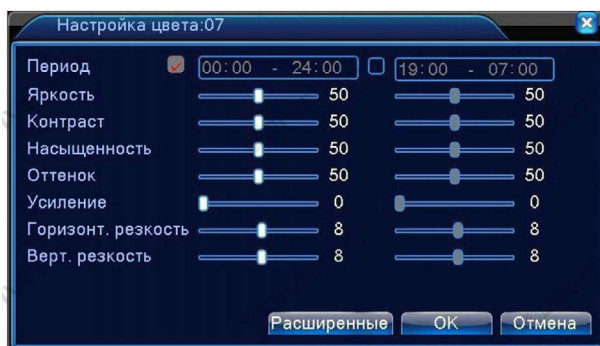 Настройка цвета:07
Период 00:00 - 24:00 19:00 - 07:00
Яркость 50 50
Контраст 50 50
Насыщенность 50 50
Оттенок 50 50
Усиление 0 0
Горизонт. резкость 8 8
Верт. резкость 8 8
Расширенные OK Отмена